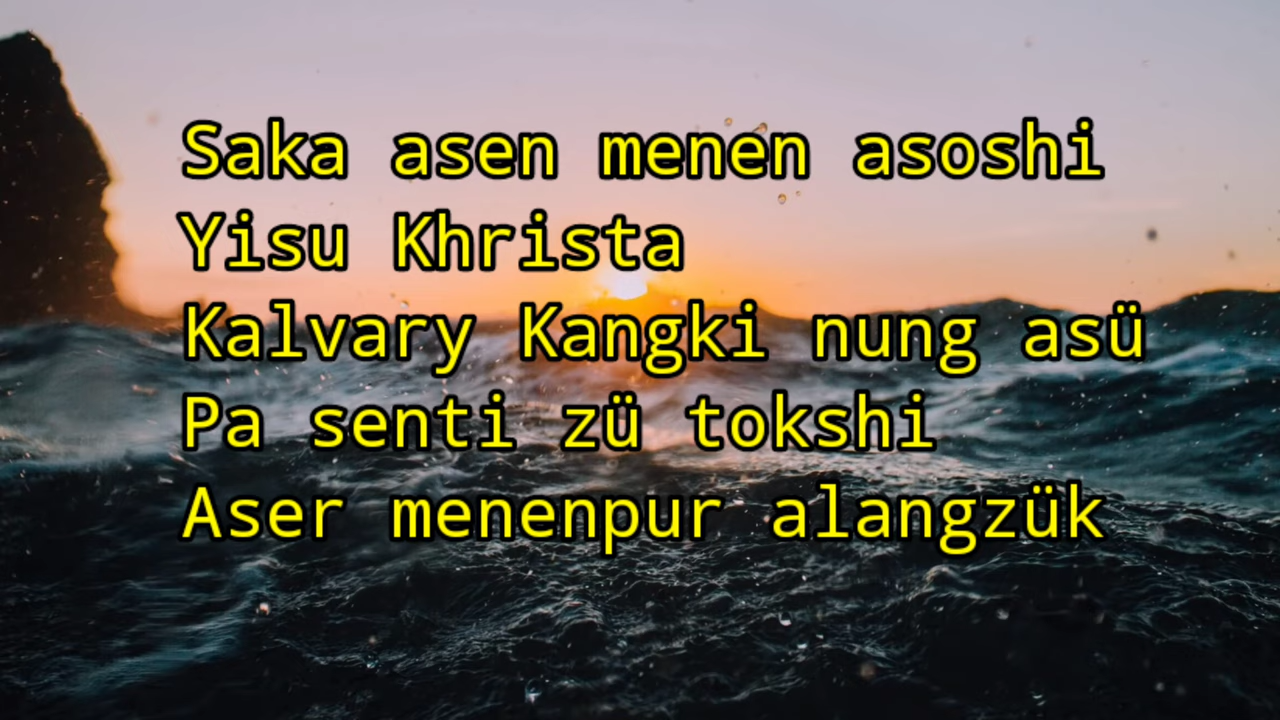 Saka asen menen asoshi
Yisu Khrista
Kalvary Kangki nung asü
Pa senti zü tokshi
Aser menenpur alangzük